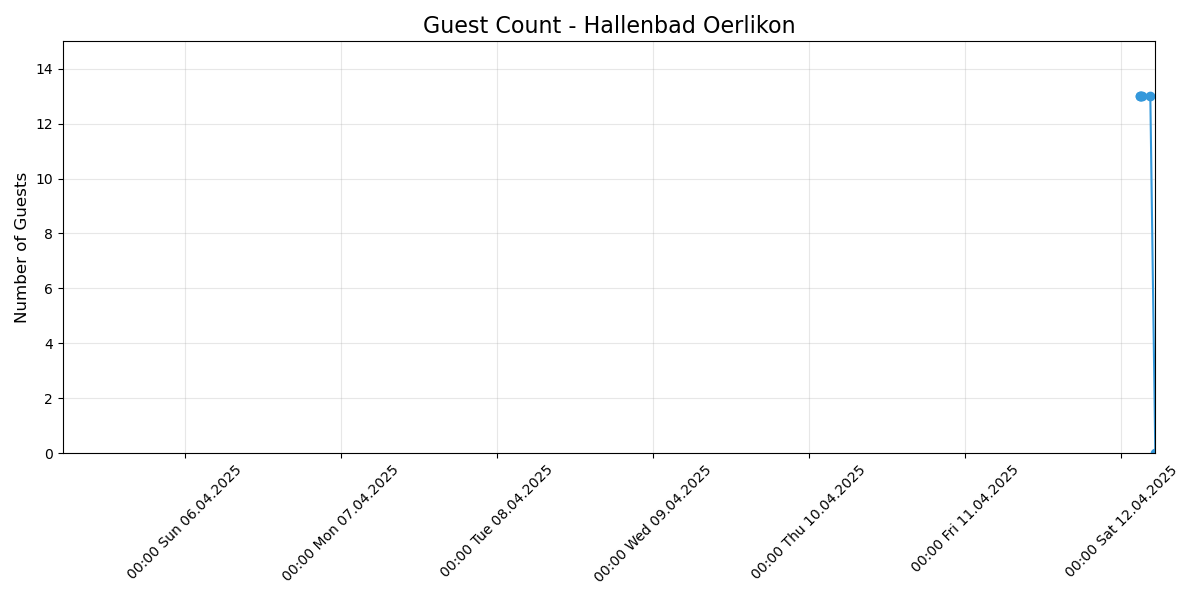 Guest Count - Hallenbad Oerlikon
Number of Guests
14
12
10
8
6
4
2
0
00:00 Sun 06.04.2025
00:00 Mon 07.04.2025
00:00 Tue 08.04.2025
00:00 Wed 09.04.2025
00:00 Thu 10.04.2025
00:00 Fri 11.04.2025
00:00 Sat 12.04.2025